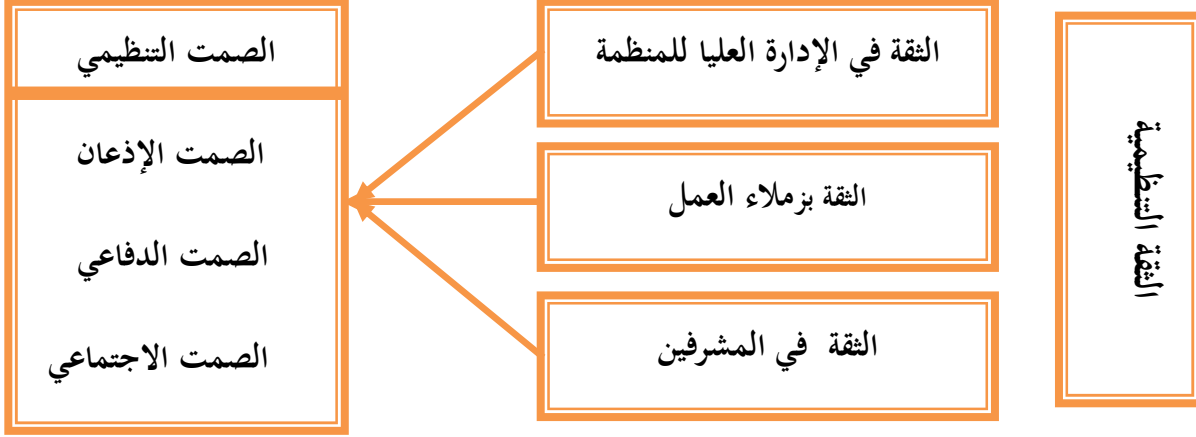 الثقة التنظيمية
الثقة في الإدارة العليا للمنظمة
الثقة بزملاء العمل
الثقة في المشرفين
الصمت التنظيمي
الصمت الإذعان
الصمت الدفاعي
الصمت الاجتماعي